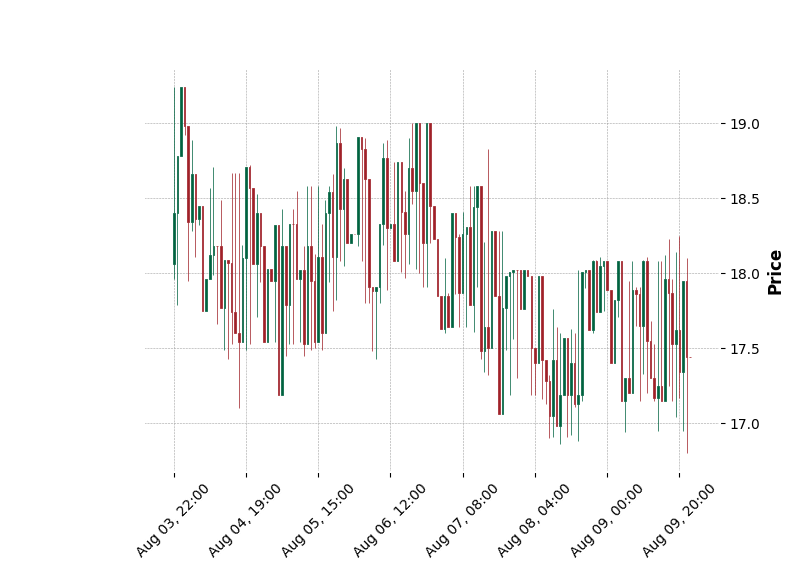 19.0
18.5
18.0
17.5
17.0
Price
Aug 03, 22:00
Aug 04, 19:00
Aug 05, 15:00
Aug 06, 12:00
Aug 07, 08:00
Aug 08, 04:00
Aug 09, 00:00
Aug 09, 20:00